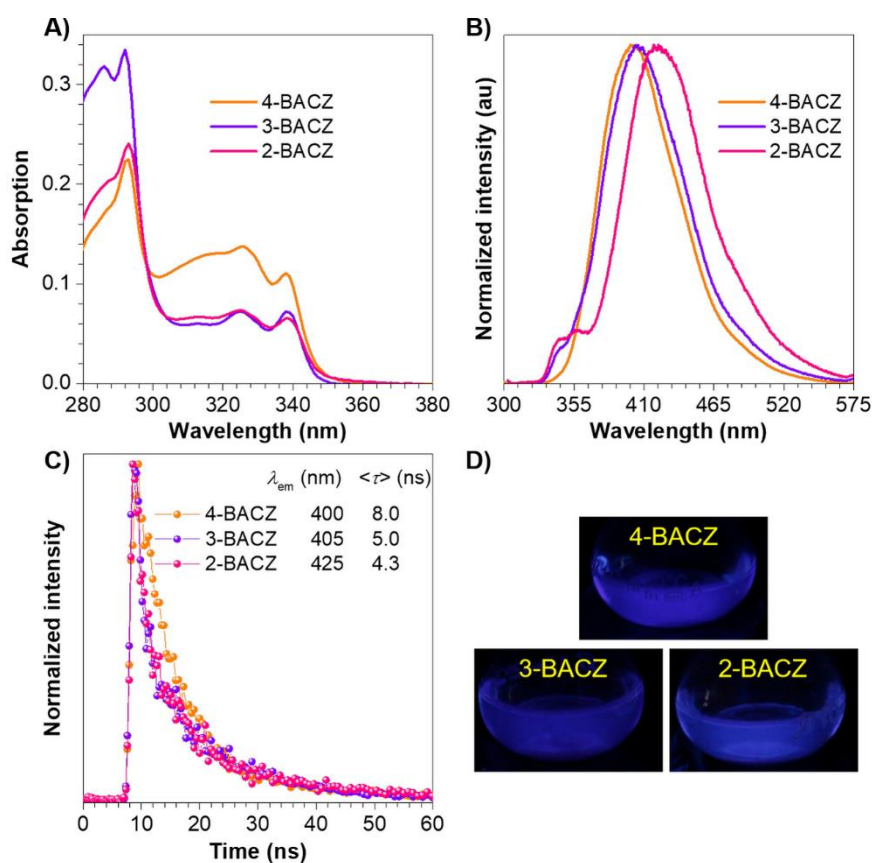 A)
Absorption
0.3
0.2
0.1
0.0
4-BACZ
3-BACZ
2-BACZ
280 300 320 340 360 380
Wavelength (nm)
B)
Normalized intensity (au)
4-BACZ
3-BACZ
2-BACZ
300 355 410 465 520 575
Wavelength (nm)
C)
Normalized intensity
λem (nm) <τ> (ns)
4-BACZ 400 8.0
3-BACZ 405 5.0
2-BACZ 425 4.3
0 10 20 30 40 50 60
Time (ns)
D)
4-BACZ
3-BACZ
2-BACZ